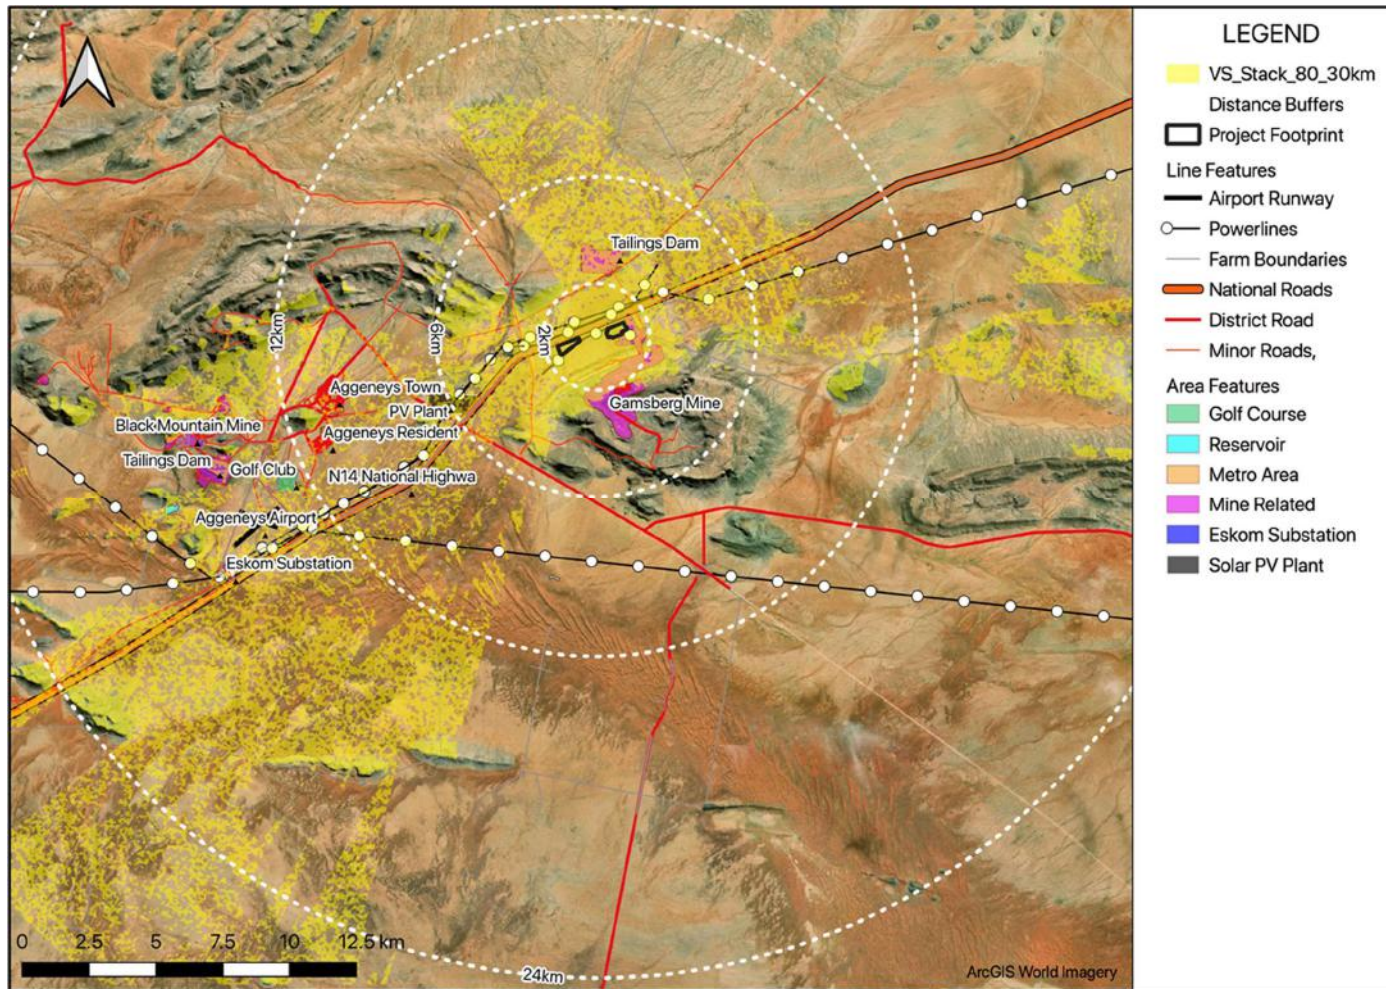 LEGEND
VS_Stack_80_30km
Distance Buffers
Project Footprint
Line Features
Airport Runway
Powerlines
Farm Boundaries
National Roads
District Road
Minor Roads,
Area Features
Golf Course
Reservoir
Metro Area
Mine Related
Eskom Substation
Solar PV Plant
Tailings Dam
12km
6km
2km
Aggeneys Town
PV Plant
Gamsberg Mine
Black Mountain Mine
Aggeneys Resident
Tailings Dam
Golf Club
N14 National Highwa
Aggeneys Airport
Eskom Substation
0 2.5 5 7.5 10 12.5 km
24km
ArcGIS World Imagery